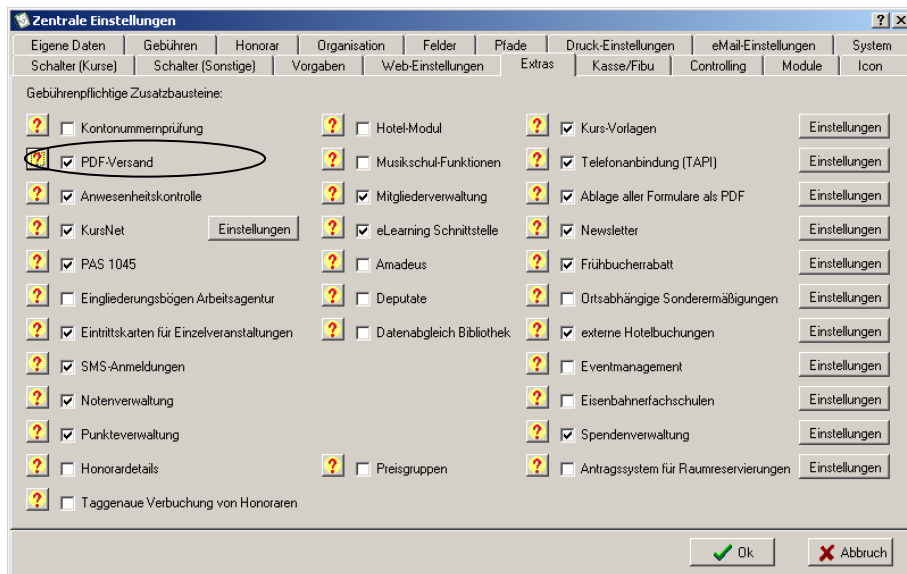 Zentrale Einstellungen
Eigene Daten Gebühren Honorar Organisation Felder Pfade Druck-Einstellungen eMail-Einstellungen System
Schalter (Kurse) Schalter (Sonstige) Vorgaben Web-Einstellungen Extras Kasse/Fibu Controlling Module Icon
Gebührenpflichtige Zusatzbausteine:
? Kontonummernprüfung ? Hotel-Modul ? Kurs-Vorlagen Einstellungen
? PDF-Versand ? Musikschul-Funktionen ? Telefonanbindung (TAPI) Einstellungen
? Anwesenheitskontrolle ? Mitgliederverwaltung ? Ablage aller Formulare als PDF Einstellungen
? KursNet Einstellungen ? eLearning Schnittstelle ? Newsletter Einstellungen
? PAS 1045 ? Amadeus ? Frühbucherrabatt Einstellungen
? Eingliederungsbögen Arbeitsagentur ? Deputate ? Ortsabhängige Sonderermäßigungen Einstellungen
? Eintrittskarten für Einzelveranstaltungen ? Datenabgleich Bibliothek ? externe Hotelbuchungen Einstellungen
? SMS-Anmeldungen ? Eventmanagement Einstellungen
? Notenverwaltung ? Eisenbahnerfachschulen Einstellungen
? Punkteverwaltung ? Spendenverwaltung Einstellungen
? Honorardetails ? Preisgruppen ? Antragssystem für Raumreservierungen Einstellungen
? Taggenaue Verbuchung von Honoraren
Ok Abbruch